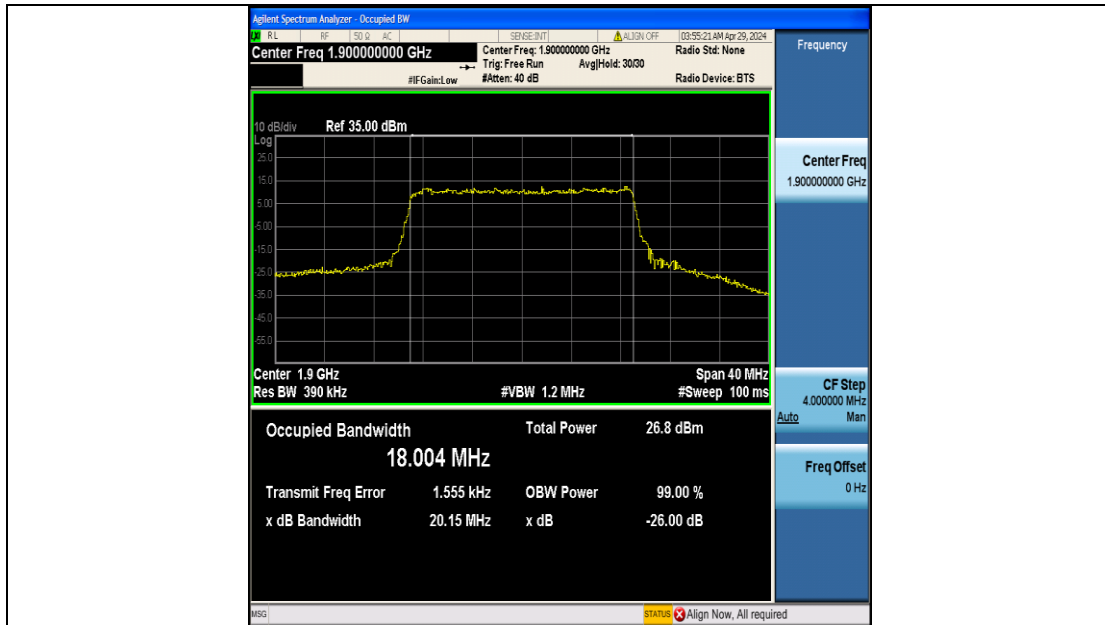 Agilent Spectrum Analyzer - Occupied BW
RL RF 50 Ω AC SENSE:INT ALIGN OFF 03:55:21 AM Apr 29, 2024
Center Freq 1.900000000 GHz
Center Freq: 1.900000000 GHz Radio Std: None
Trig: Free Run Avg|Hold: 30/30
#IFGain:Low #Atten: 40 dB Radio Device: BTS
10 dB/div Ref 35.00 dBm
Log
25.0
15.0
5.00
-5.00
-15.0
-25.0
-35.0
-45.0
-55.0
Center 1.9 GHz Span 40 MHz
Res BW 390 kHz #VBW 1.2 MHz #Sweep 100 ms
Occupied Bandwidth Total Power 26.8 dBm
18.004 MHz
Transmit Freq Error 1.555 kHz OBW Power 99.00 %
x dB Bandwidth 20.15 MHz x dB -26.00 dB
MSG STATUS Align Now, All required
Frequency
Center Freq
1.900000000 GHz
CF Step
4.000000 MHz
Auto Man
Freq Offset
0 Hz